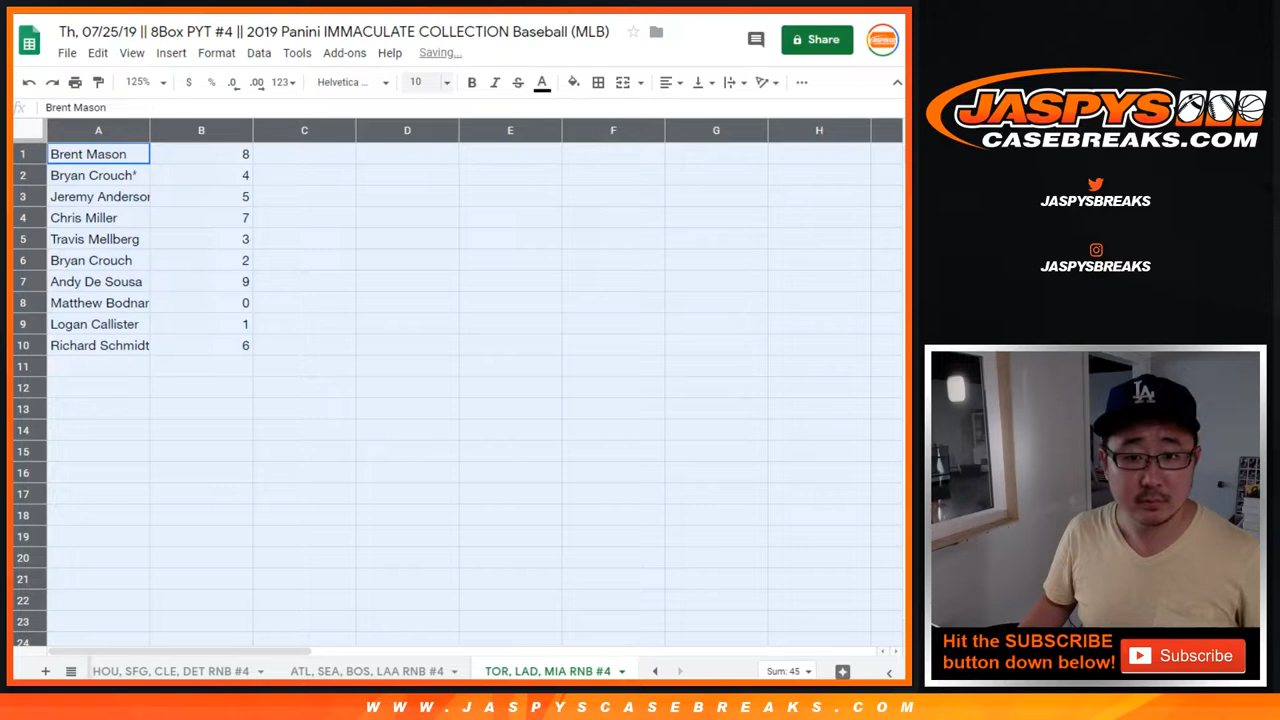 Th, 07/25/19 || 8Box PYT #4 || 2019 Panini IMMACULATE COLLECTION Baseball (MLB)
File Edit View Insert Format Data Tools Add-ons Help Saving...
Share
125% $ % .0 .00 123 Helvetica ... 10 B I S A
fx Brent Mason
A B C D E F G H
1 Brent Mason 8
2 Bryan Crouch* 4
3 Jeremy Anderson 5
4 Chris Miller 7
5 Travis Mellberg 3
6 Bryan Crouch 2
7 Andy De Sousa 9
8 Matthew Bodnar 0
9 Logan Callister 1
10 Richard Schmidt 6
11
12
13
14
15
16
17
18
19
20
21
22
23
24
HOU, SFG, CLE, DET RNB #4 ATL, SEA, BOS, LAA RNB #4 TOR, LAD, MIA RNB #4 Sum: 45
JASPYS
CASEBREAKS.COM
JASPYSBREAKS
JASPYSBREAKS
LA
Hit the SUBSCRIBE
button down below!
Subscribe
WWW.JASPYSCASEBREAKS.COM